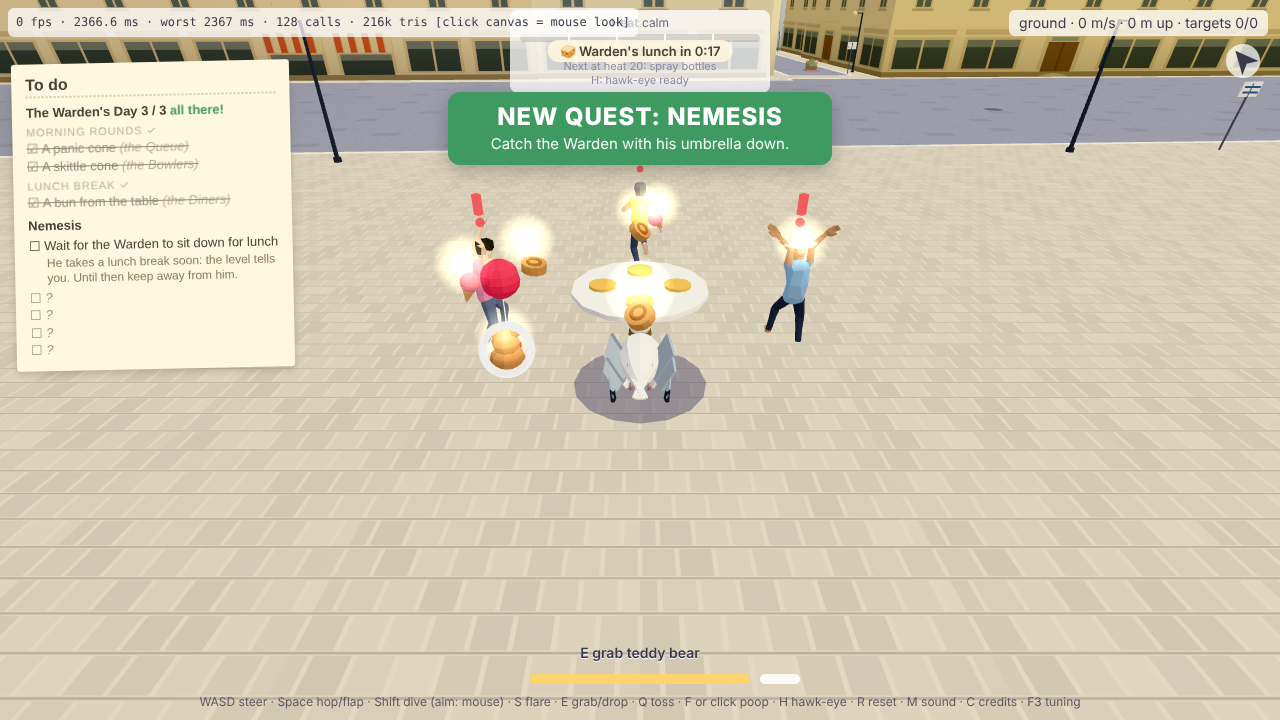 0 fps · 2366.6 ms · worst 2367 ms · 128 calls · 216k tris [click canvas = mouse look]
calm
ground · 0 m/s · 0 m up · targets 0/0
🥪 Warden's lunch in 0:17
Next at heat 20: spray bottles
H: hawk-eye ready
NEW QUEST: NEMESIS
Catch the Warden with his umbrella down.
To do
The Warden's Day 3 / 3 all there!
MORNING ROUNDS ✓
☑ A panic cone (the Queue)
☑ A skittle cone (the Bowlers)
LUNCH BREAK ✓
☑ A bun from the table (the Diners)
Nemesis
☐ Wait for the Warden to sit down for lunch
He takes a lunch break soon: the level tells
you. Until then keep away from him.
☐ ?
☐ ?
☐ ?
☐ ?
E grab teddy bear
WASD steer · Space hop/flap · Shift dive (aim: mouse) · S flare · E grab/drop · Q toss · F or click poop · H hawk-eye · R reset · M sound · C credits · F3 tuning